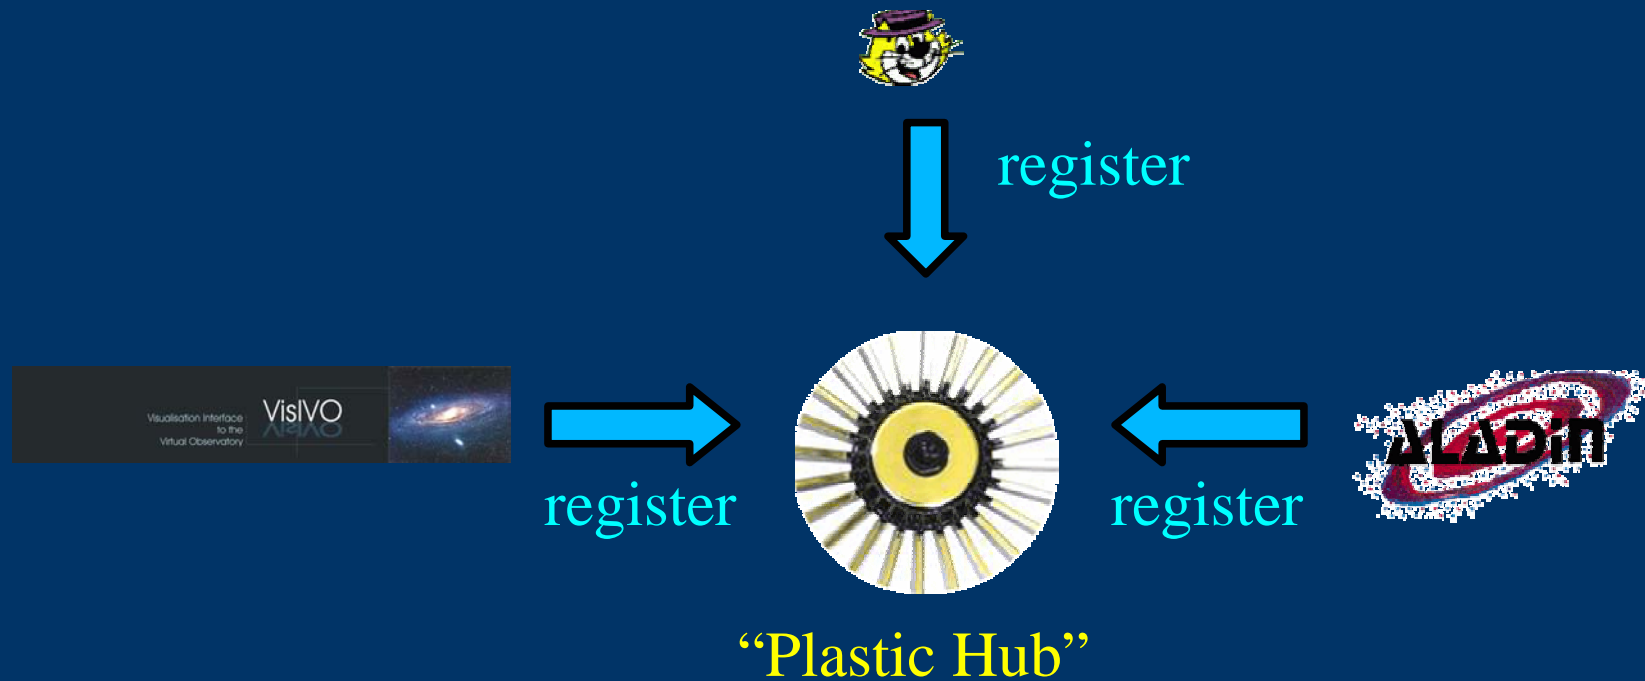 register
Visualisation Interface
to the
Virtual Observatory
VisIVO
ALADiN
register
register
“Plastic Hub”